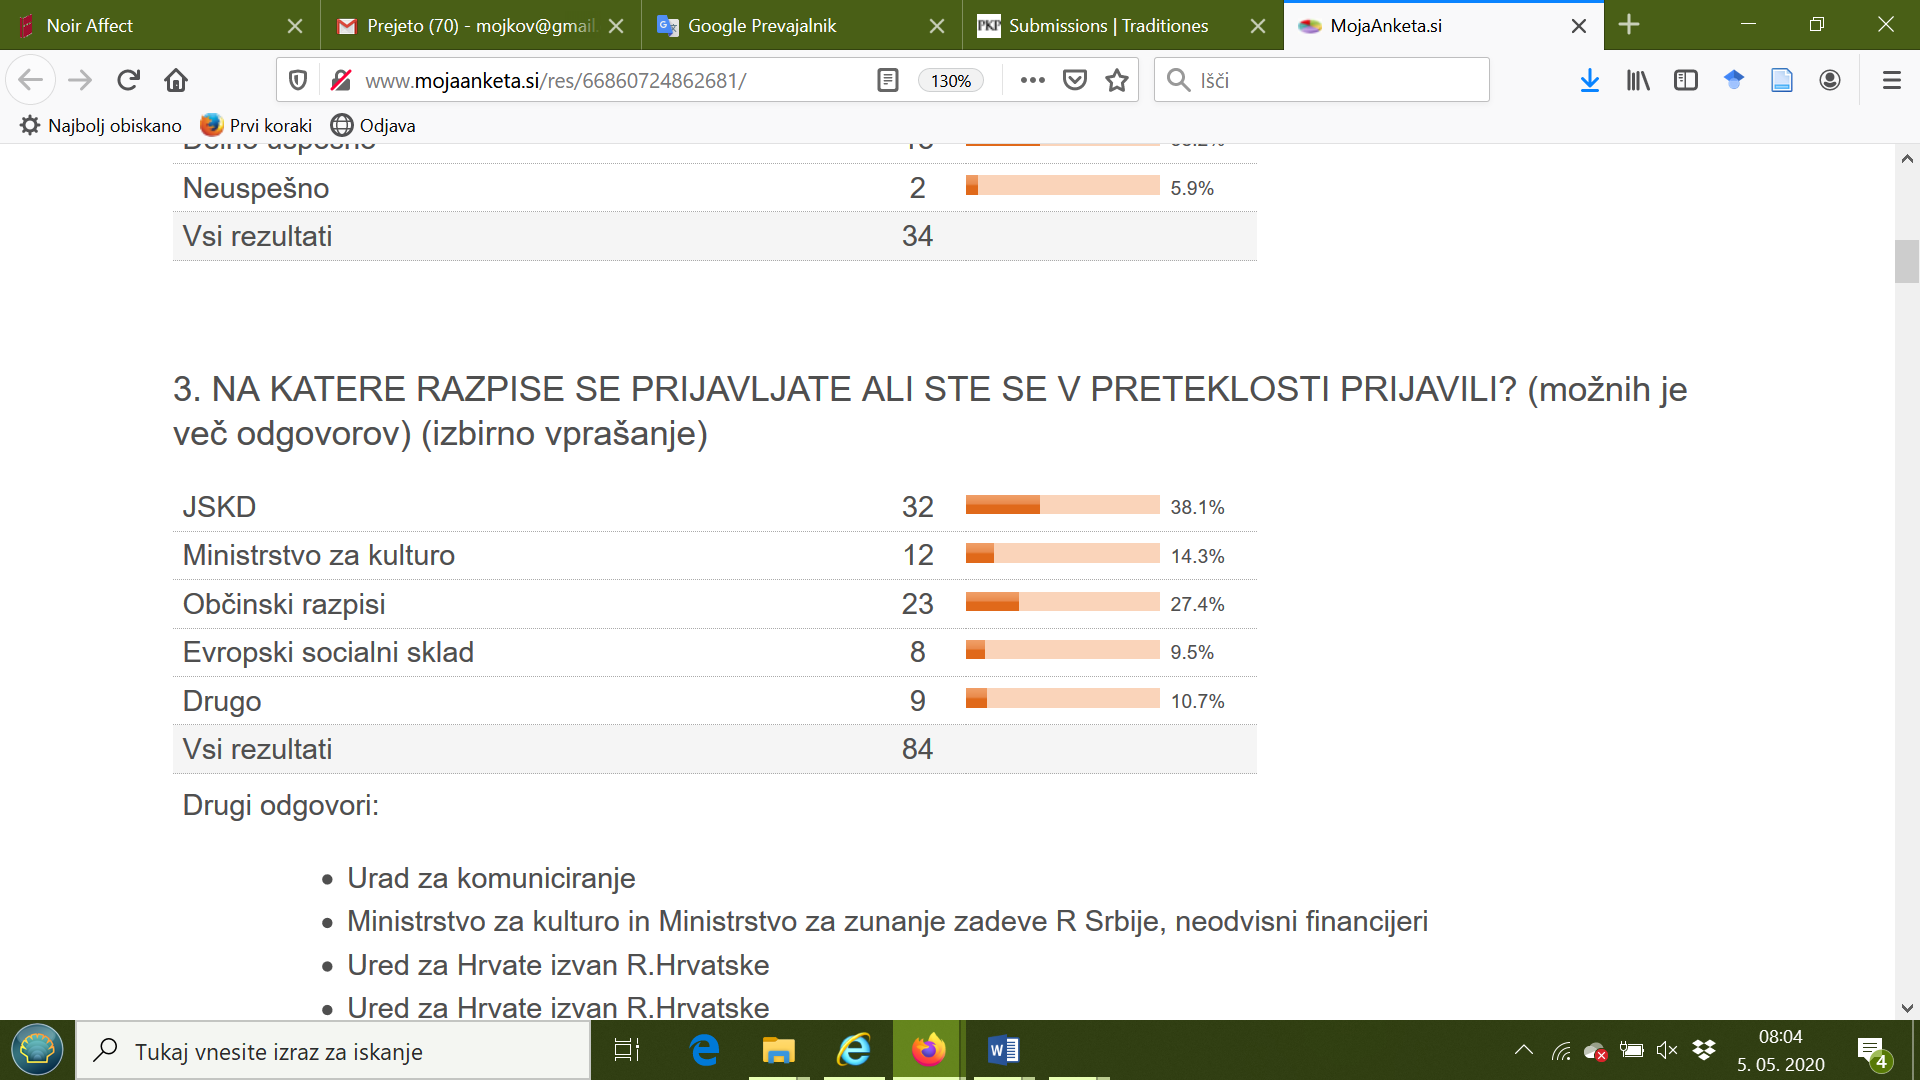 Noir Affect
Prejeto (70) - mojkov@gmail.
Google Prevajalnik
PKP Submissions | Traditiones
MojaAnketa.si
www.mojaanketa.si/res/66860724862681/
130%
Išči
Najbolj obiskano Prvi koraki Odjava
Neuspešno 2 5.9%
Vsi rezultati 34
3. NA KATERE RAZPISE SE PRIJAVLJATE ALI STE SE V PRETEKLOSTI PRIJAVILI? (možnih je
več odgovorov) (izbirno vprašanje)
JSKD 32 38.1%
Ministrstvo za kulturo 12 14.3%
Občinski razpisi 23 27.4%
Evropski socialni sklad 8 9.5%
Drugo 9 10.7%
Vsi rezultati 84
Drugi odgovori:
• Urad za komuniciranje
• Ministrstvo za kulturo in Ministrstvo za zunanje zadeve R Srbije, neodvisni financijeri
• Ured za Hrvate izvan R.Hrvatske
• Ured za Hrvate izvan R.Hrvatske
Tukaj vnesite izraz za iskanje
08:04
5. 05. 2020
4